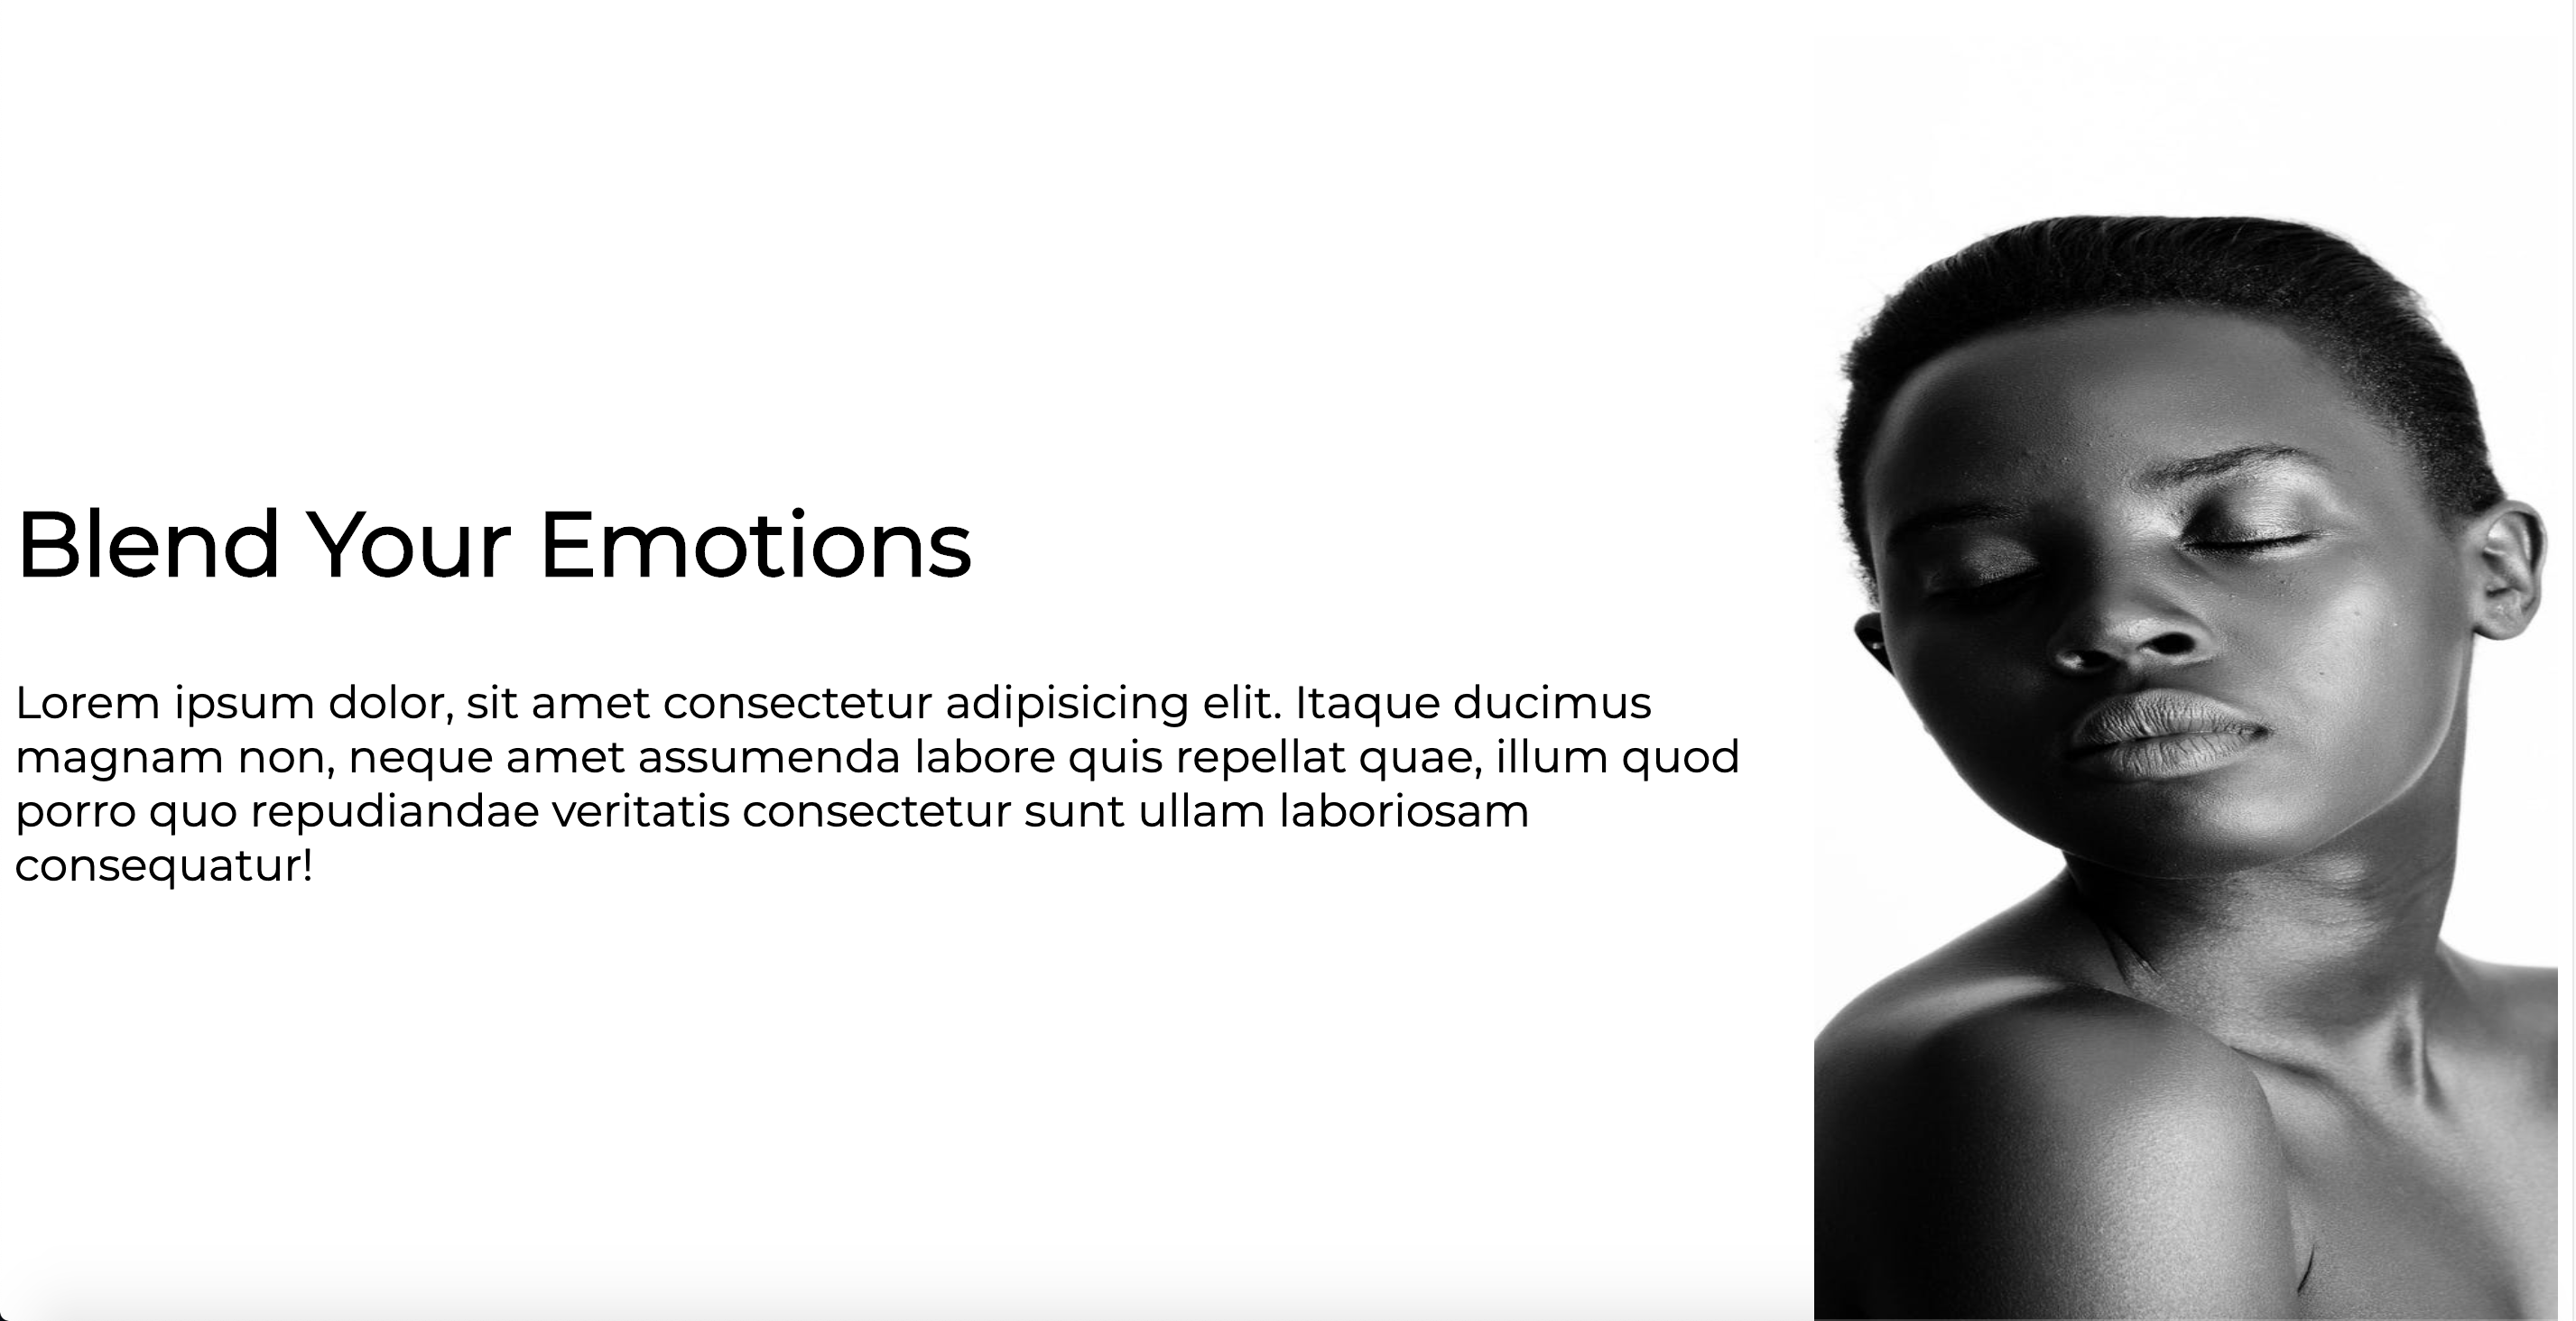 Blend Your Emotions
Lorem ipsum dolor, sit amet consectetur adipisicing elit. Itaque ducimus
magnam non, neque amet assumenda labore quis repellat quae, illum quod
porro quo repudiandae veritatis consectetur sunt ullam laboriosam
consequatur!